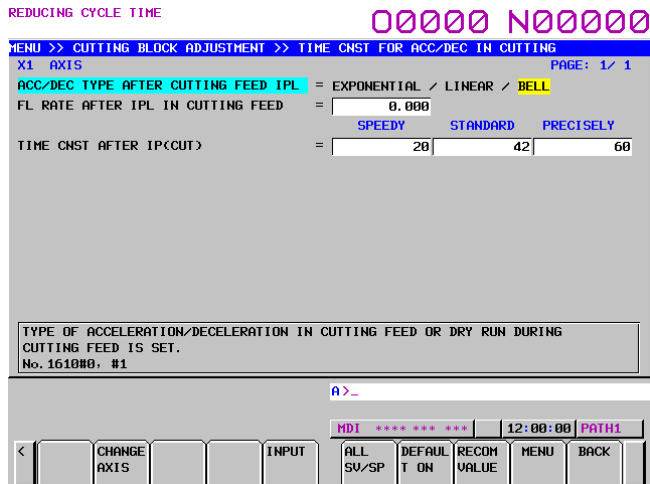 REDUCING CYCLE TIME
O0000 N00000
MENU >> CUTTING BLOCK ADJUSTMENT >> TIME CNST FOR ACC/DEC IN CUTTING
X1 AXIS PAGE: 1/ 1
ACC/DEC TYPE AFTER CUTTING FEED IPL = EXPONENTIAL / LINEAR / BELL
FL RATE AFTER IPL IN CUTTING FEED = 0.000
SPEEDY STANDARD PRECISELY
TIME CNST AFTER IP(CUT) = 20 42 60
TYPE OF ACCELERATION/DECELERATION IN CUTTING FEED OR DRY RUN DURING
CUTTING FEED IS SET.
No.1610#0, #1
A>_
MDI **** *** *** 12:00:00 PATH1
< CHANGE INPUT ALL DEFAUL RECOM MENU BACK
AXIS SV/SP T ON VALUE